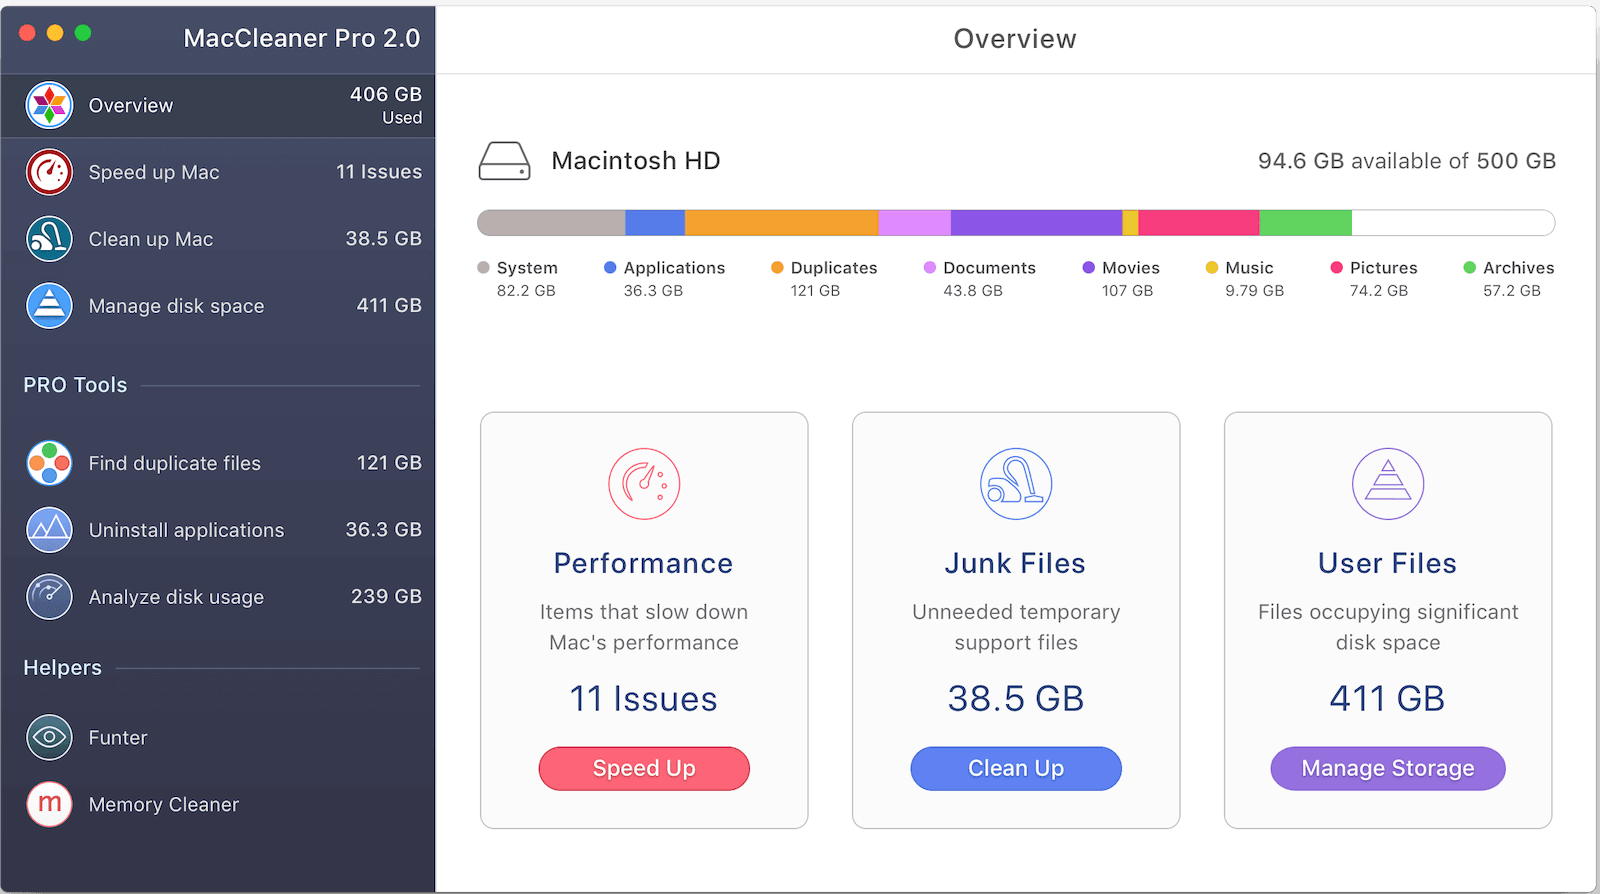 MacCleaner Pro 2.0
Overview
406 GB
Used
Speed up Mac
11 Issues
Clean up Mac
38.5 GB
Manage disk space
411 GB
PRO Tools
Find duplicate files
121 GB
Uninstall applications
36.3 GB
Analyze disk usage
239 GB
Helpers
Funter
m
Memory Cleaner
Overview
Macintosh HD
94.6 GB available of 500 GB
System
82.2 GB
Applications
36.3 GB
Duplicates
121 GB
Documents
43.8 GB
Movies
107 GB
Music
9.79 GB
Pictures
74.2 GB
Archives
57.2 GB
Performance
Items that slow down
Mac's performance
11 Issues
Speed Up
Junk Files
Unneeded temporary
support files
38.5 GB
Clean Up
User Files
Files occupying significant
disk space
411 GB
Manage Storage